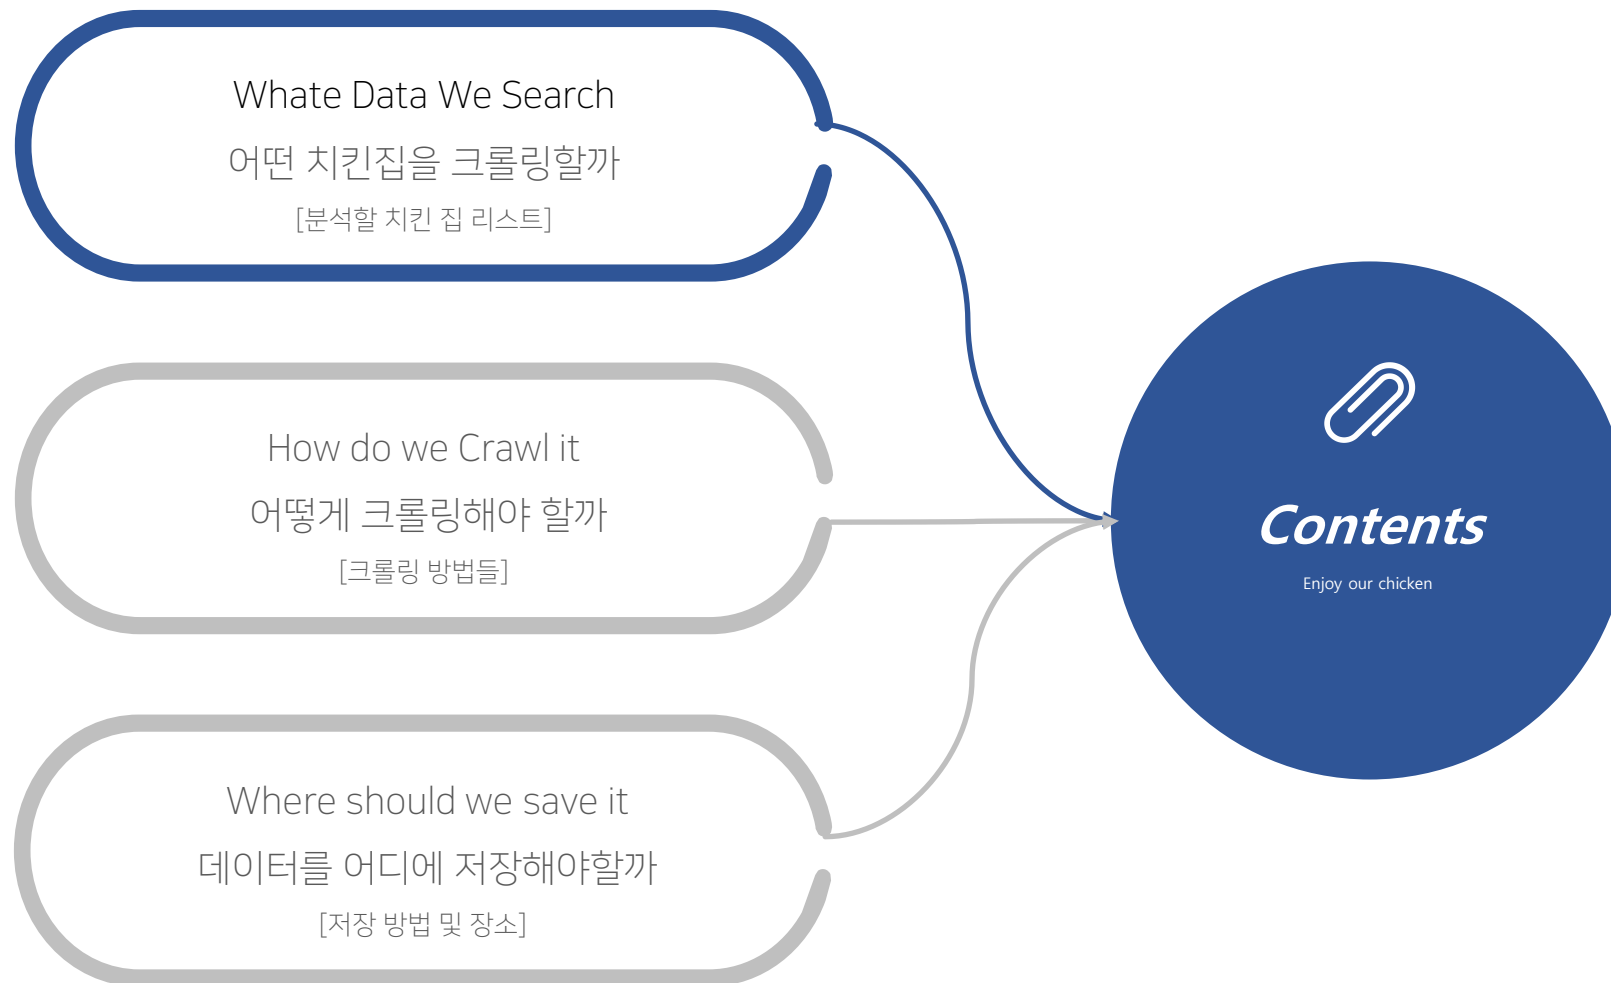 Whate Data We Search
어떤 치킨집을 크롤링할까
[분석할 치킨 집 리스트]
How do we Crawl it
어떻게 크롤링해야 할까
[크롤링 방법들]
Where should we save it
데이터를 어디에 저장해야할까
[저장 방법 및 장소]
Contents
Enjoy our chicken